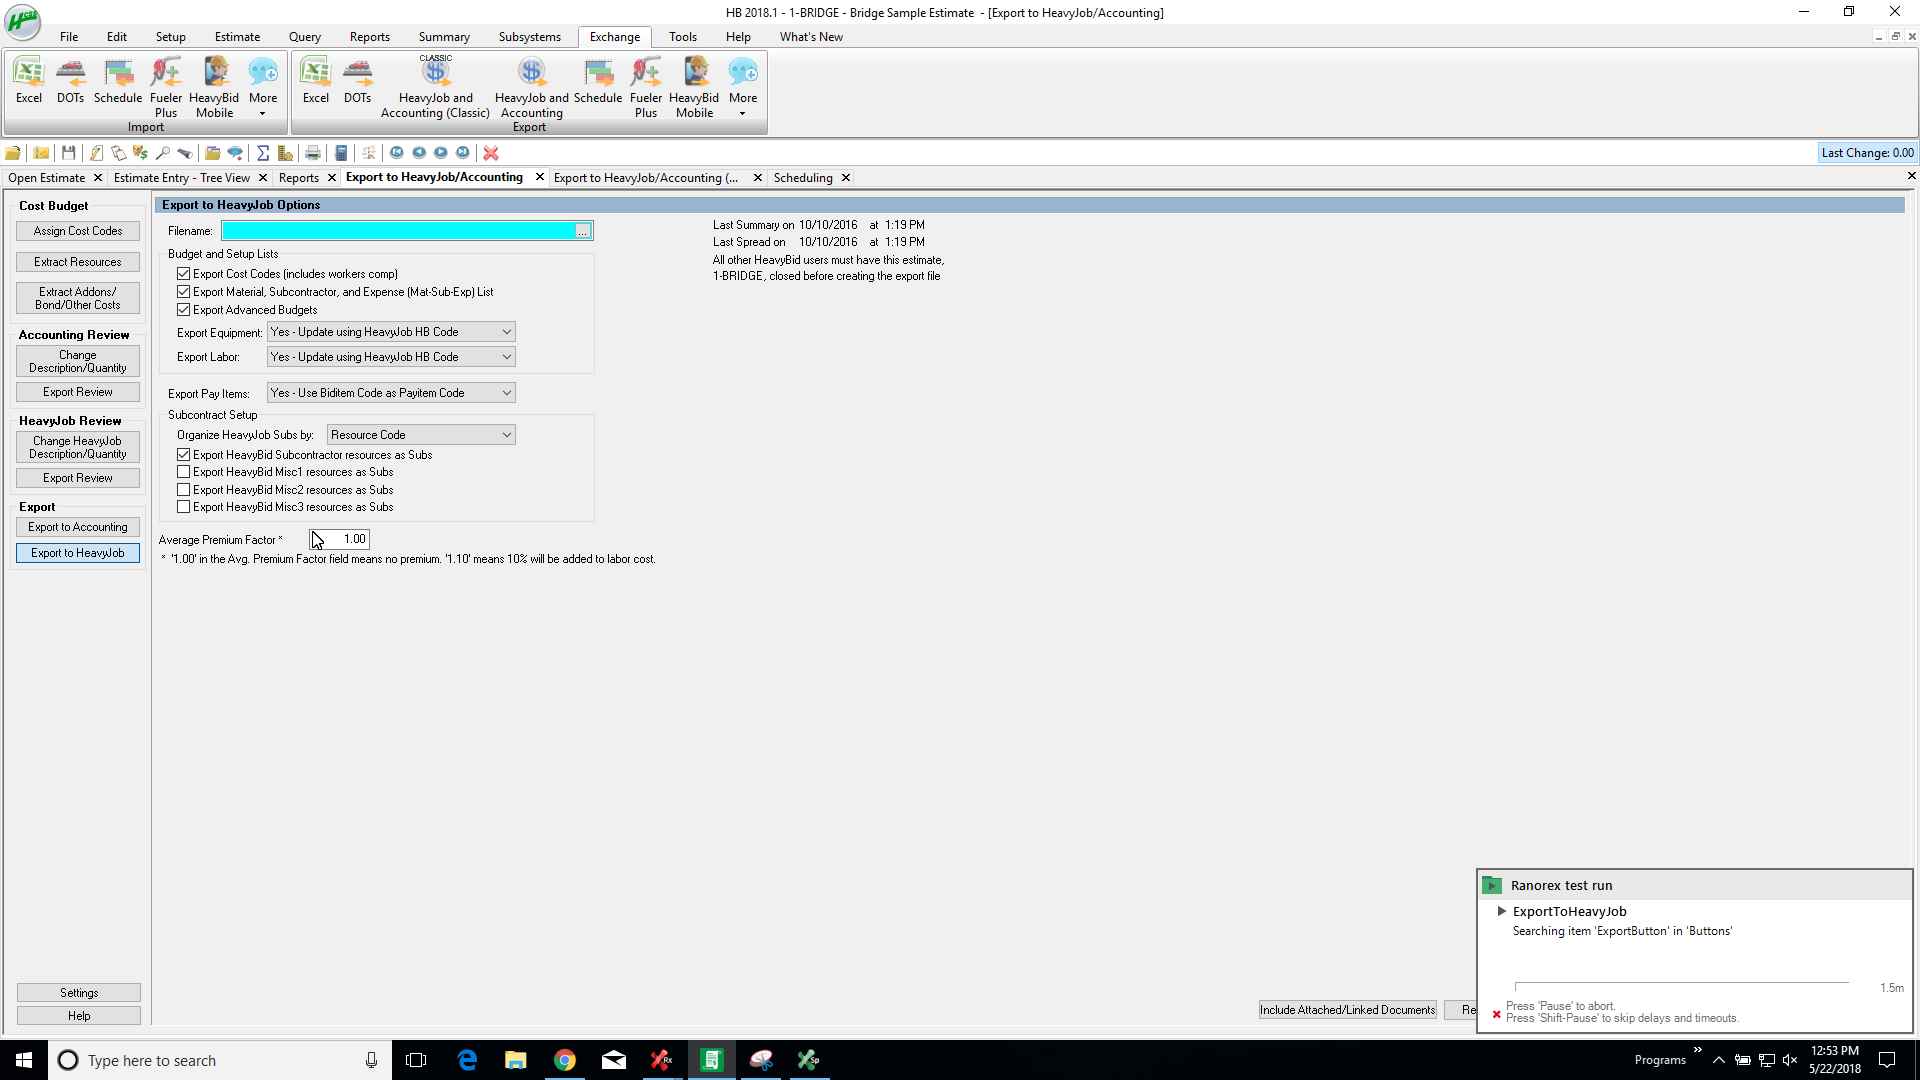 HB 2018.1 - 1-BRIDGE - Bridge Sample Estimate - [Export to HeavyJob/Accounting]
File Edit Setup Estimate Query Reports Summary Subsystems Exchange Tools Help What's New
Excel DOTs Schedule Fueler Plus HeavyBid Mobile More
Import
Excel DOTs CLASSIC HeavyJob and Accounting (Classic) HeavyJob and Accounting Schedule Fueler Plus HeavyBid Mobile More
Export
Last Change: 0.00
Open Estimate Estimate Entry - Tree View Reports Export to HeavyJob/Accounting Export to HeavyJob/Accounting (... Scheduling
Cost Budget
Assign Cost Codes
Extract Resources
Extract Addons/
Bond/Other Costs
Accounting Review
Change
Description/Quantity
Export Review
HeavyJob Review
Change HeavyJob
Description/Quantity
Export Review
Export
Export to Accounting
Export to HeavyJob
Settings
Help
Export to HeavyJob Options
Filename: ...
Budget and Setup Lists
Export Cost Codes (includes workers comp)
Export Material, Subcontractor, and Expense (Mat-Sub-Exp) List
Export Advanced Budgets
Export Equipment: Yes - Update using HeavyJob HB Code
Export Labor: Yes - Update using HeavyJob HB Code
Export Pay Items: Yes - Use Biditem Code as Payitem Code
Subcontract Setup
Organize HeavyJob Subs by: Resource Code
Export HeavyBid Subcontractor resources as Subs
Export HeavyBid Misc1 resources as Subs
Export HeavyBid Misc2 resources as Subs
Export HeavyBid Misc3 resources as Subs
Average Premium Factor * 1.00
* '1.00' in the Avg. Premium Factor field means no premium. '1.10' means 10% will be added to labor cost.
Last Summary on 10/10/2016 at 1:19 PM
Last Spread on 10/10/2016 at 1:19 PM
All other HeavyBid users must have this estimate,
1-BRIDGE, closed before creating the export file
Include Attached/Linked Documents Re
Ranorex test run
ExportToHeavyJob
Searching item 'ExportButton' in 'Buttons'
1.5m
Press 'Pause' to abort.
Press 'Shift-Pause' to skip delays and timeouts.
Type here to search
Programs
12:53 PM
5/22/2018